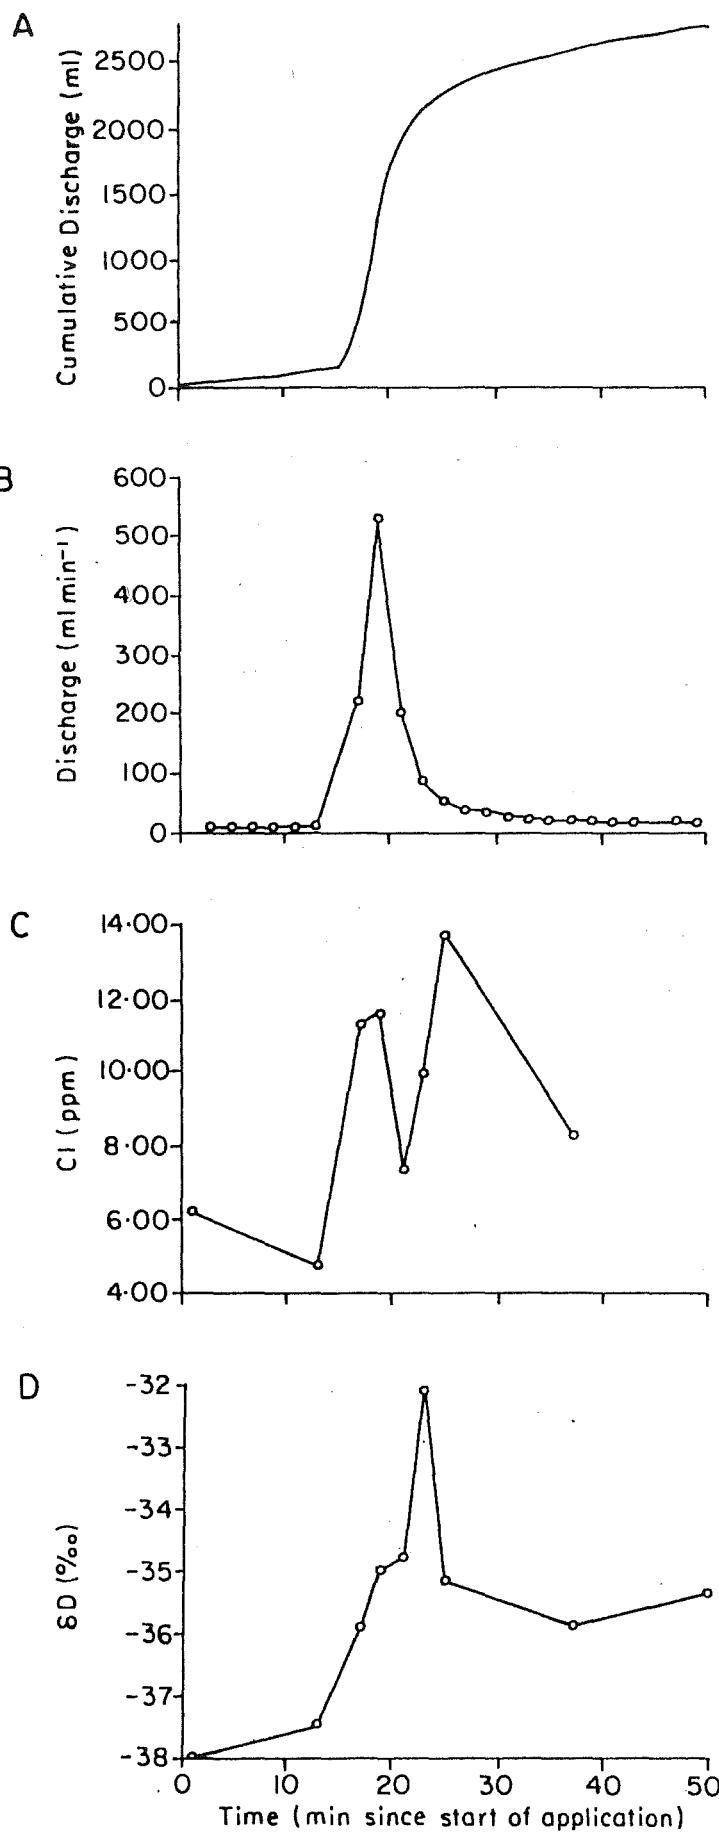 A
Cumulative Discharge (ml)
2500
2000
1500
1000
500
0
B
Discharge (ml min⁻¹)
600
500
400
300
200
100
0
C
Cl (ppm)
14·00
12·00
10·00
8·00
6·00
4·00
D
δD (‰)
-32
-33
-34
-35
-36
-37
-38
0 10 20 30 40 50
Time (min since start of application)